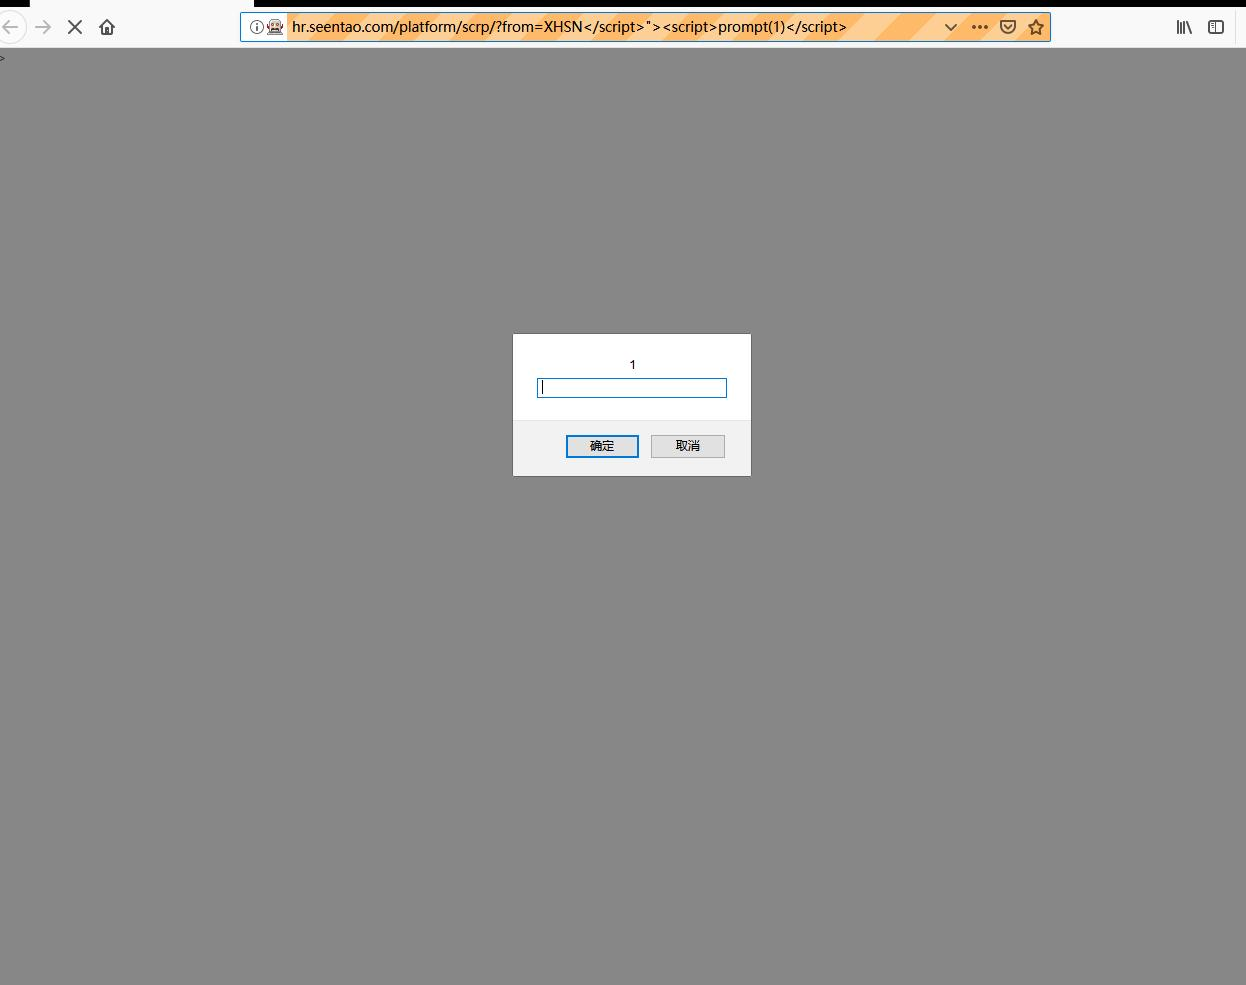 hr.seentao.com/platform/scrp/?from=XHSN</script>"><script>prompt(1)</script>
>
1
确定
取消